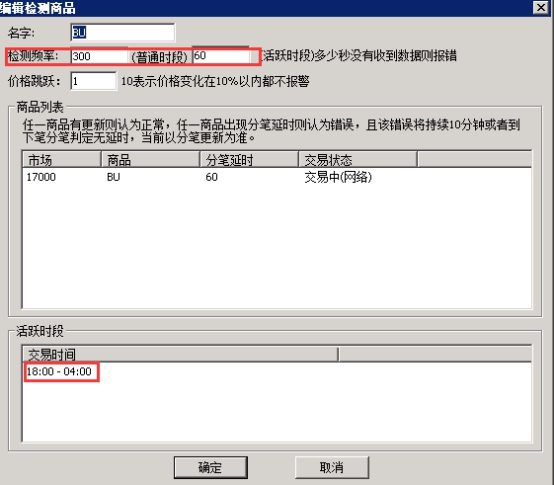 编辑检测商品
名字: BU
检测频率: 300 (普通时段) 60 (活跃时段)多少秒没有收到数据则报错
价格跳跃: 1 10表示价格变化在10%以内都不报警
商品列表
任一商品有更新则认为正常，任一商品出现分笔延时则认为错误，且该错误将持续10分钟或者到
下笔分笔判定无延时，当前以分笔更新为准。
市场 商品 分笔延时 交易状态
17000 BU 60 交易中(网络)
活跃时段
交易时间
18:00 - 04:00
确定 取消